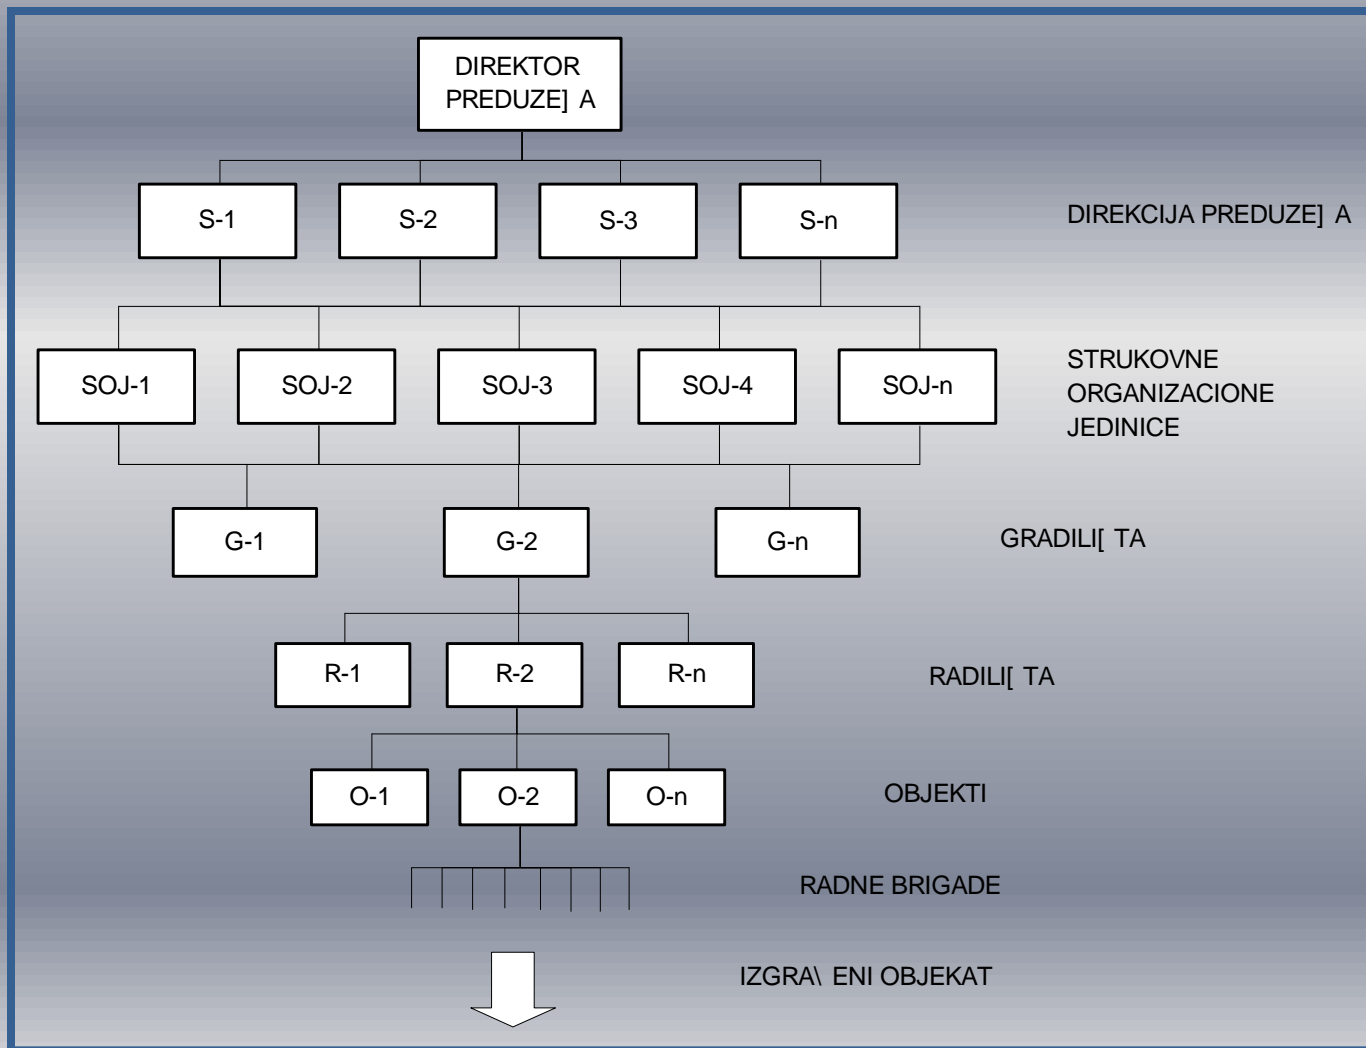 DIREKTOR
PREDUZE] A
S-1 S-2 S-3 S-n DIREKCIJA PREDUZE] A
SOJ-1 SOJ-2 SOJ-3 SOJ-4 SOJ-n
STRUKOVNE
ORGANIZACIONE
JEDINICE
G-1 G-2 G-n GRADILI[ TA
R-1 R-2 R-n RADILI[ TA
O-1 O-2 O-n OBJEKTI
RADNE BRIGADE
IZGRA\ ENI OBJEKAT